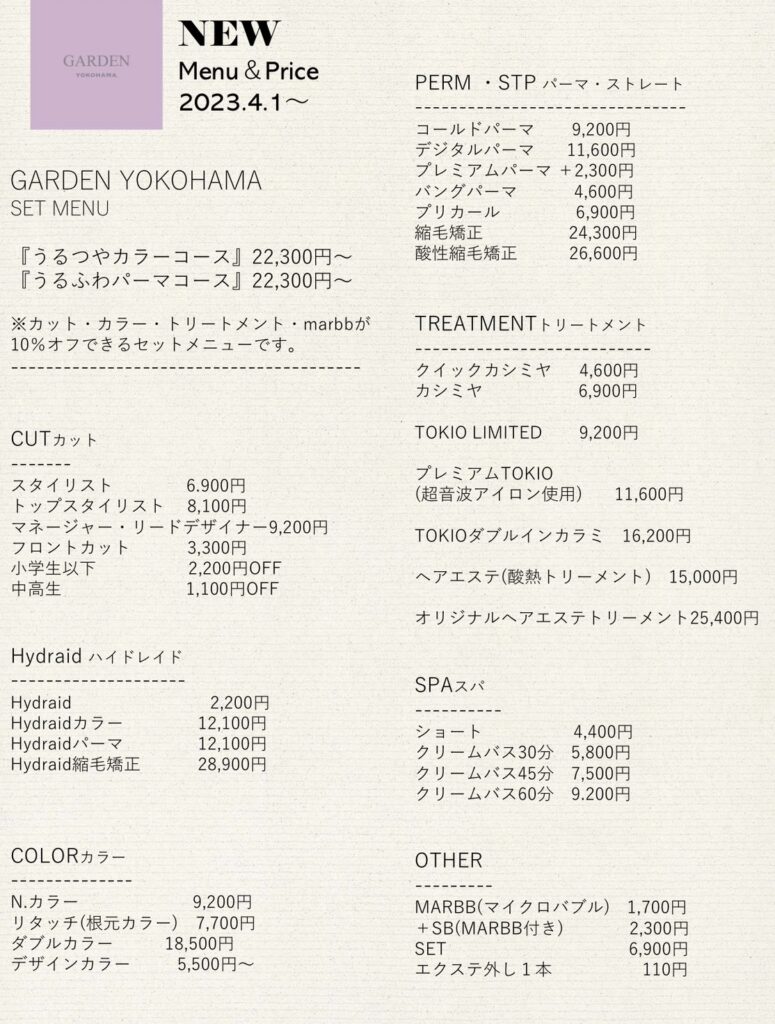 GARDEN
YOKOHAMA
NEW
Menu＆Price
2023.4.1～
GARDEN YOKOHAMA
SET MENU
『うるつやカラーコース』22,300円～
『うるふわパーマコース』22,300円～
※カット・カラー・トリートメント・marbbが
10%オフできるセットメニューです。
----------------------------------------
CUTカット
-------
スタイリスト 6.900円
トップスタイリスト 8,100円
マネージャー・リードデザイナー9,200円
フロントカット 3,300円
小学生以下 2,200円OFF
中高生 1,100円OFF
Hydraid ハイドレイド
--------------------
Hydraid 2,200円
Hydraidカラー 12,100円
Hydraidパーマ 12,100円
Hydraid縮毛矯正 28,900円
COLORカラー
--------------
N.カラー 9,200円
リタッチ(根元カラー) 7,700円
ダブルカラー 18,500円
デザインカラー 5,500円～
PERM ・STP パーマ・ストレート
-------------------------------
コールドパーマ 9,200円
デジタルパーマ 11,600円
プレミアムパーマ ＋2,300円
バングパーマ 4,600円
プリカール 6,900円
縮毛矯正 24,300円
酸性縮毛矯正 26,600円
TREATMENTトリートメント
---------------------------
クイックカシミヤ 4,600円
カシミヤ 6,900円
TOKIO LIMITED 9,200円
プレミアムTOKIO
(超音波アイロン使用) 11,600円
TOKIOダブルインカラミ 16,200円
ヘアエステ(酸熱トリーメント) 15,000円
オリジナルヘアエステトリーメント25,400円
SPAスパ
----------
ショート 4,400円
クリームバス30分 5,800円
クリームバス45分 7,500円
クリームバス60分 9.200円
OTHER
---------
MARBB(マイクロバブル) 1,700円
＋SB(MARBB付き) 2,300円
SET 6,900円
エクステ外し１本 110円